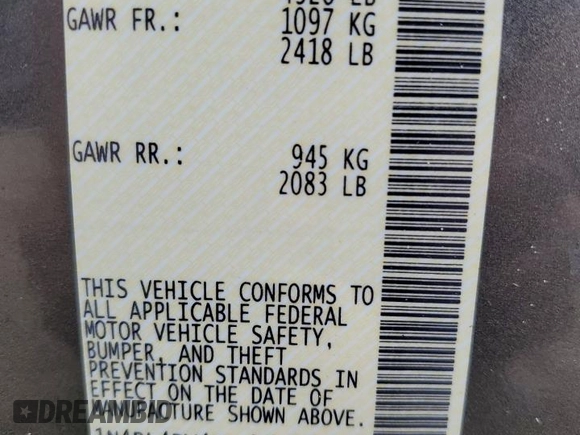 GAWR FR.: 1097 KG
2418 LB
GAWR RR.: 945 KG
2083 LB
THIS VEHICLE CONFORMS TO
ALL APPLICABLE FEDERAL
MOTOR VEHICLE SAFETY,
BUMPER, AND THEFT
PREVENTION STANDARDS IN
EFFECT ON THE DATE OF
MANUFACTURE SHOWN ABOVE.
DREAMBID